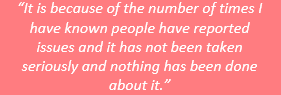 “It is because of the number of times I
have known people have reported
issues and it has not been taken
seriously and nothing has been done
about it.”